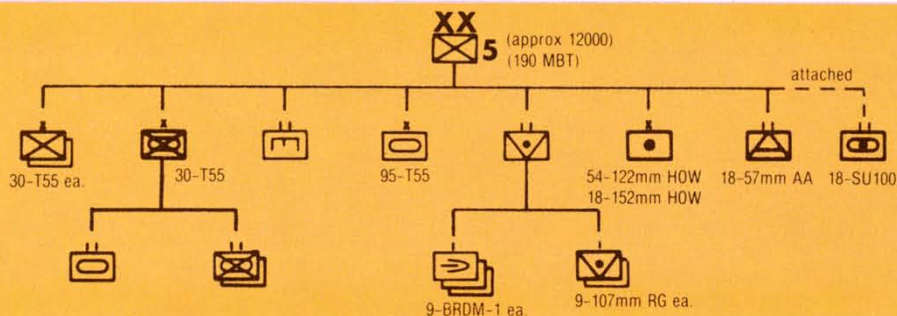 XX
5 (approx 12000)
(190 MBT)
attached
30-T55 ea.
30-T55
95-T55
54-122mm HOW
18-152mm HOW
18-57mm AA
18-SU100
9-BRDM-1 ea.
9-107mm RG ea.